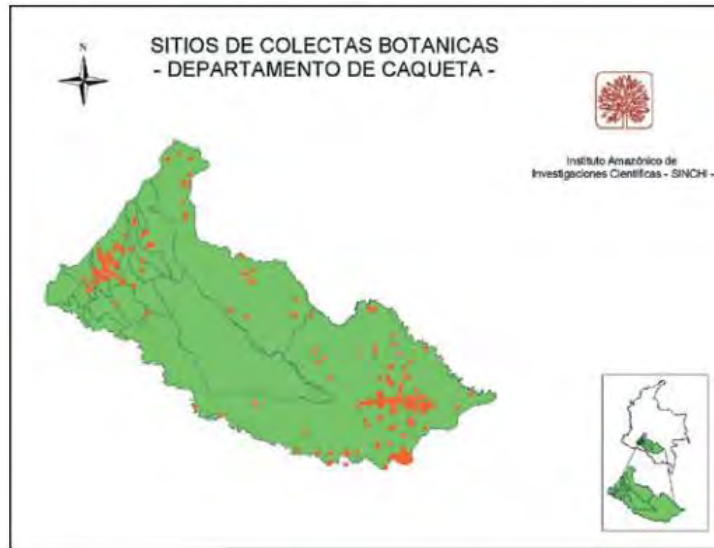 N
SITIOS DE COLECTAS BOTANICAS
- DEPARTAMENTO DE CAQUETA -
Instituto Amazónico de
Investigaciones Científicas - SINCHI -